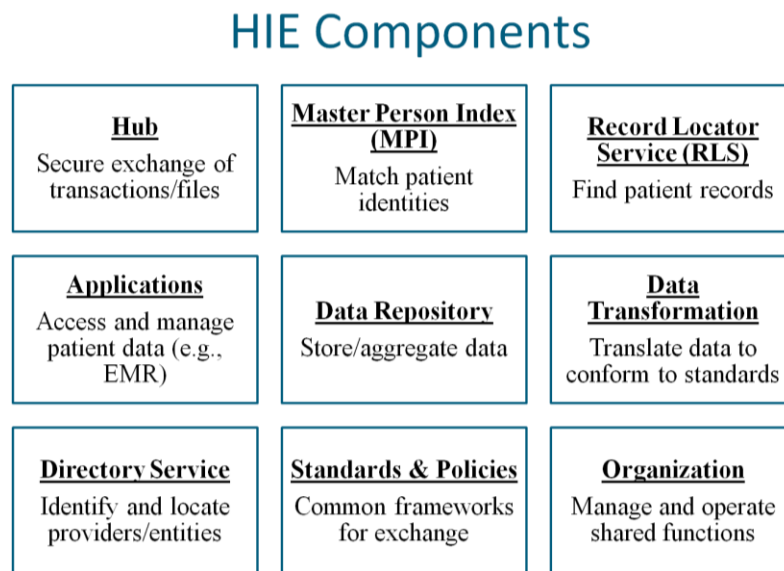 HIE Components
Hub
Secure exchange of
transactions/files
Master Person Index
(MPI)
Match patient
identities
Record Locator
Service (RLS)
Find patient records
Applications
Access and manage
patient data (e.g.,
EMR)
Data Repository
Store/aggregate data
Data
Transformation
Translate data to
conform to standards
Directory Service
Identify and locate
providers/entities
Standards & Policies
Common frameworks
for exchange
Organization
Manage and operate
shared functions